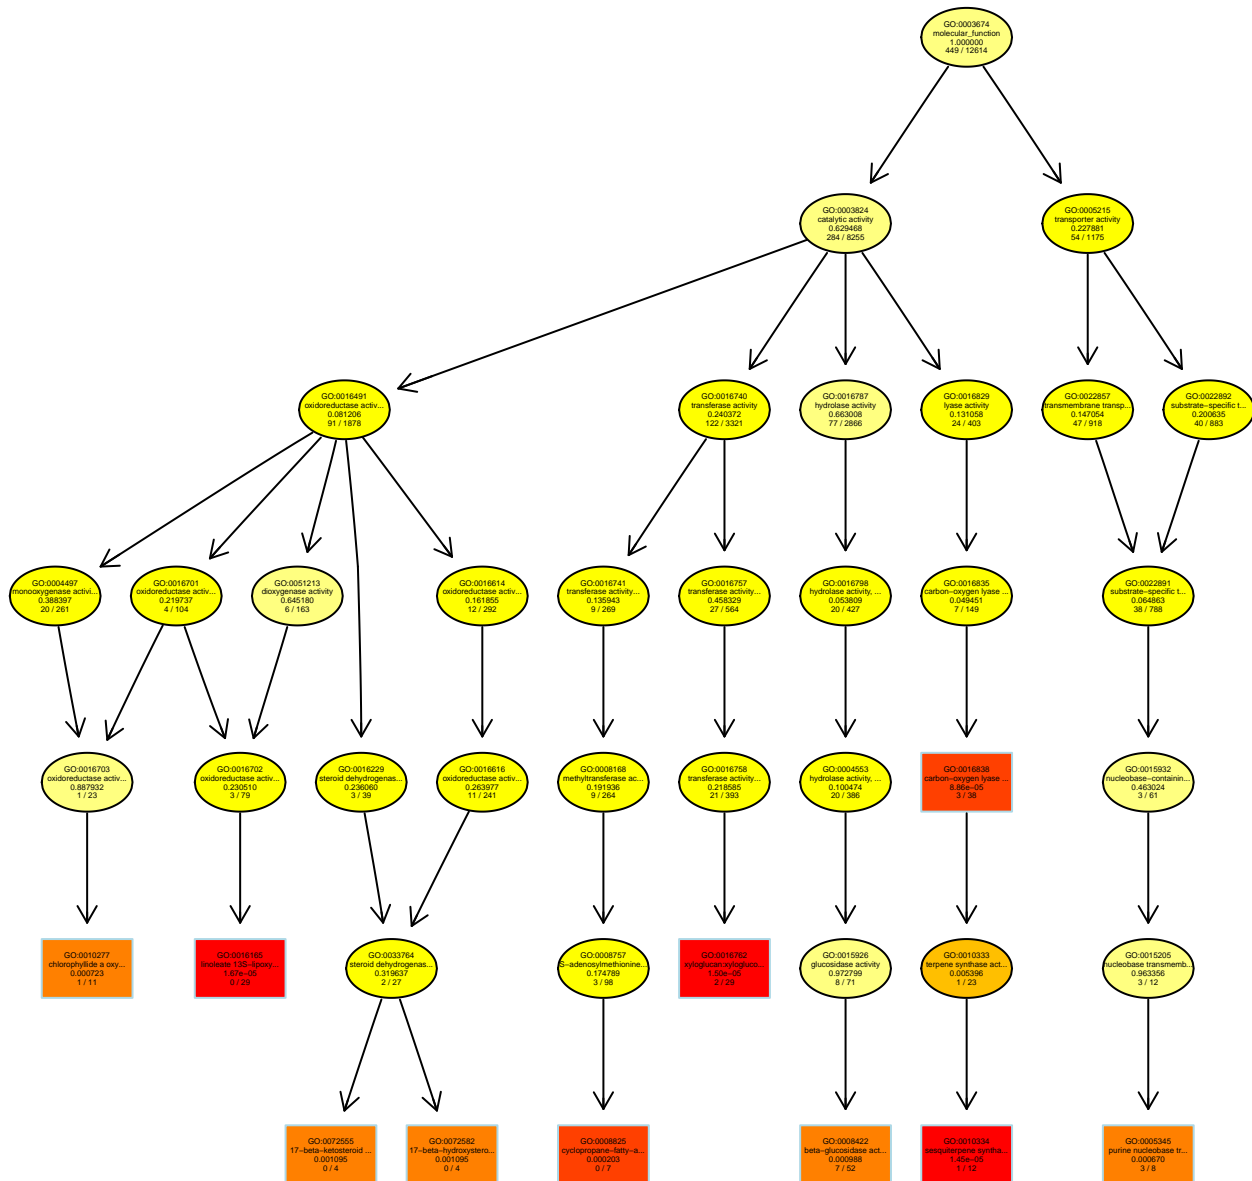 GO:0003674
molecular_function
1.000000
449 / 12614
GO:0003824
catalytic activity
0.629468
284 / 8255
GO:0005215
transporter activity
0.227881
54 / 1175
GO:0016491
oxidoreductase activ...
0.081206
91 / 1878
GO:0016740
transferase activity
0.240372
122 / 3321
GO:0016787
hydrolase activity
0.663008
77 / 2866
GO:0016829
lyase activity
0.131058
24 / 403
GO:0022857
transmembrane transp...
0.147054
47 / 918
GO:0022892
substrate−specific t...
0.200635
40 / 883
GO:0004497
monooxygenase activi...
0.388397
20 / 261
GO:0016701
oxidoreductase activ...
0.219737
4 / 104
GO:0051213
dioxygenase activity
0.645180
6 / 163
GO:0016614
oxidoreductase activ...
0.161855
12 / 292
GO:0016741
transferase activity...
0.135943
9 / 269
GO:0016757
transferase activity...
0.458329
27 / 564
GO:0016798
hydrolase activity, ...
0.053809
20 / 427
GO:0016835
carbon−oxygen lyase ...
0.049451
7 / 149
GO:0022891
substrate−specific t...
0.064863
38 / 788
GO:0016703
oxidoreductase activ...
0.887932
1 / 23
GO:0016702
oxidoreductase activ...
0.230510
3 / 79
GO:0016229
steroid dehydrogenas...
0.236060
3 / 39
GO:0016616
oxidoreductase activ...
0.263977
11 / 241
GO:0008168
methyltransferase ac...
0.191936
9 / 264
GO:0016758
transferase activity...
0.218585
21 / 393
GO:0004553
hydrolase activity, ...
0.100474
20 / 386
GO:0016838
carbon−oxygen lyase ...
8.86e−05
3 / 38
GO:0015932
nucleobase−containin...
0.463024
3 / 61
GO:0010277
chlorophyllide a oxy...
0.000723
1 / 11
GO:0016165
linoleate 13S−lipoxy...
1.67e−05
0 / 29
GO:0033764
steroid dehydrogenas...
0.319637
2 / 27
GO:0008757
S−adenosylmethionine...
0.174789
3 / 98
GO:0016762
xyloglucan:xylogluco...
1.50e−05
2 / 29
GO:0015926
glucosidase activity
0.972799
8 / 71
GO:0010333
terpene synthase act...
0.005396
1 / 23
GO:0015205
nucleobase transmemb...
0.963356
3 / 12
GO:0072555
17−beta−ketosteroid ...
0.001095
0 / 4
GO:0072582
17−beta−hydroxystero...
0.001095
0 / 4
GO:0008825
cyclopropane−fatty−a...
0.000203
0 / 7
GO:0008422
beta−glucosidase act...
0.000988
7 / 52
GO:0010334
sesquiterpene syntha...
1.45e−05
1 / 12
GO:0005345
purine nucleobase tr...
0.000670
3 / 8